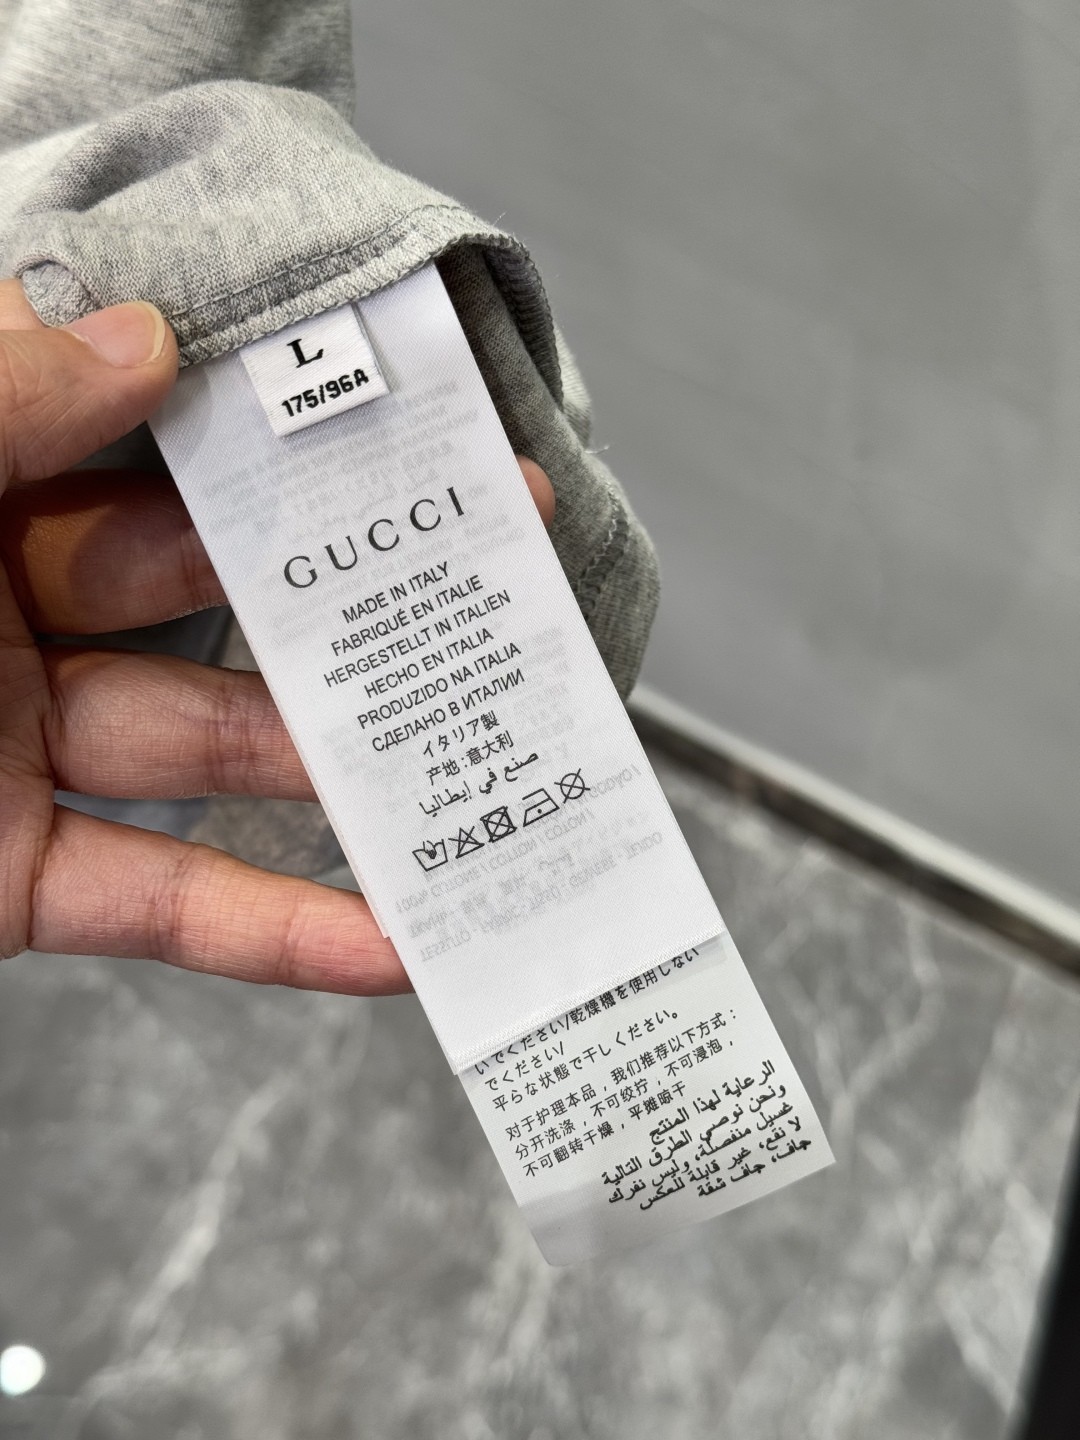 L
175/96A
GUCCI
MADE IN ITALY
FABRIQUÉ EN ITALIE
HERGESTELLT IN ITALIEN
HECHO EN ITALIA
PRODUZIDO NA ITALIA
СДЕЛАНО В ИТАЛИИ
イタリア製
产地:意大利
صنع في إيطاليا
いでください/乾燥機を使用しない
でください/
平らな状態で干しください。
对于护理本品,我们推荐以下方式:
分开洗涤,不可绞拧,不可浸泡,
不可翻转干燥,平摊晾干
الرعاية لهذا المنتج
ونحن نوصي الطرق التالية
غسيل منفصلة، وليس نفرك
لا نقع، غير قابلة للعكس
جاف، جاف شقة